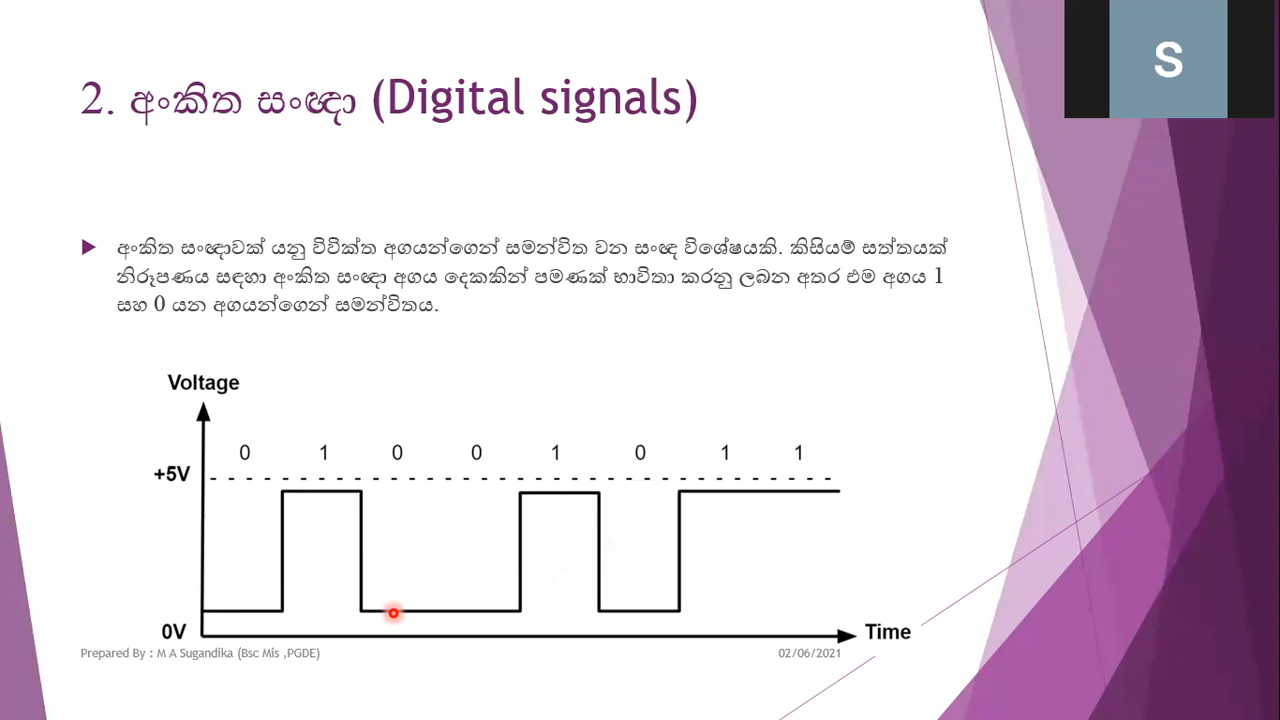 S
2. අංකිත සංඥා (Digital signals)
අංකිත සංඥාවක් යනු විවික්ත අගයන්ගෙන් සමන්විත වන සංඥ විශේෂයකි. කිසියම් සත්තයක්
නිරූපණය සඳහා අංකිත සංඥා අගය දෙකකින් පමණක් භාවිතා කරනු ලබන අතර එම අගය 1
සහ 0 යන අගයන්ගෙන් සමන්විතය.
Voltage
0 1 0 0 1 0 1 1
+5V
0V
Time
Prepared By : M A Sugandika (Bsc Mis ,PGDE)
02/06/2021